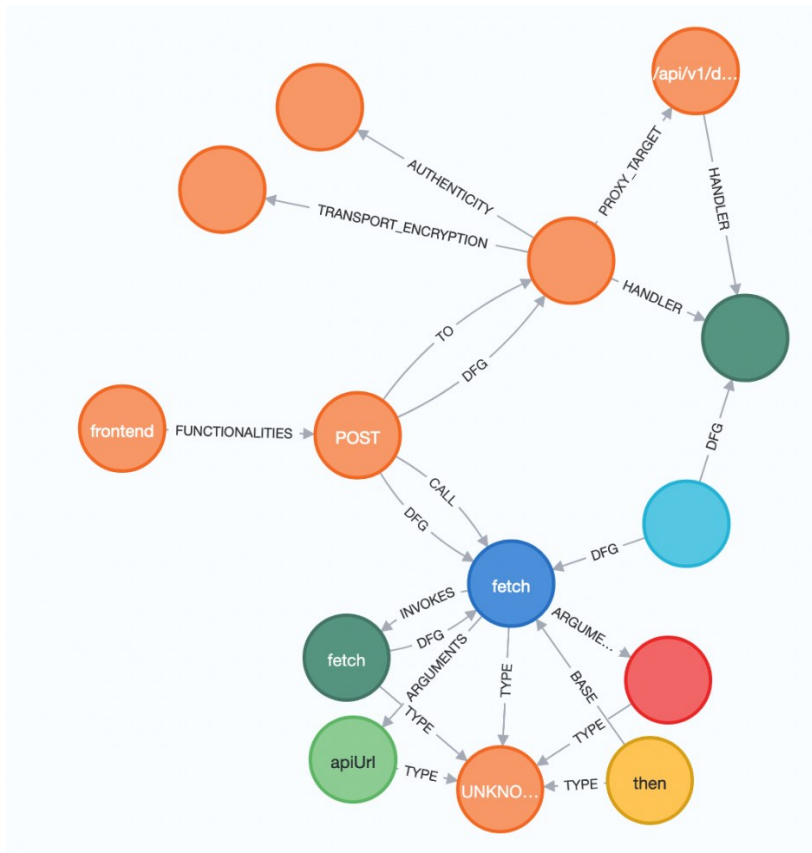 /api/v1/d...
PROXY_TARGET
AUTHENTICITY
HANDLER
TRANSPORT_ENCRYPTION
HANDLER
TO
DFG
frontend
FUNCTIONALITIES
POST
DFG
CALL
DFG
DFG
fetch
INVOKES
ARGUME...
DFG
fetch
ARGUMENTS
TYPE
BASE
TYPE
TYPE
apiUrl
TYPE
UNKNO...
TYPE
then